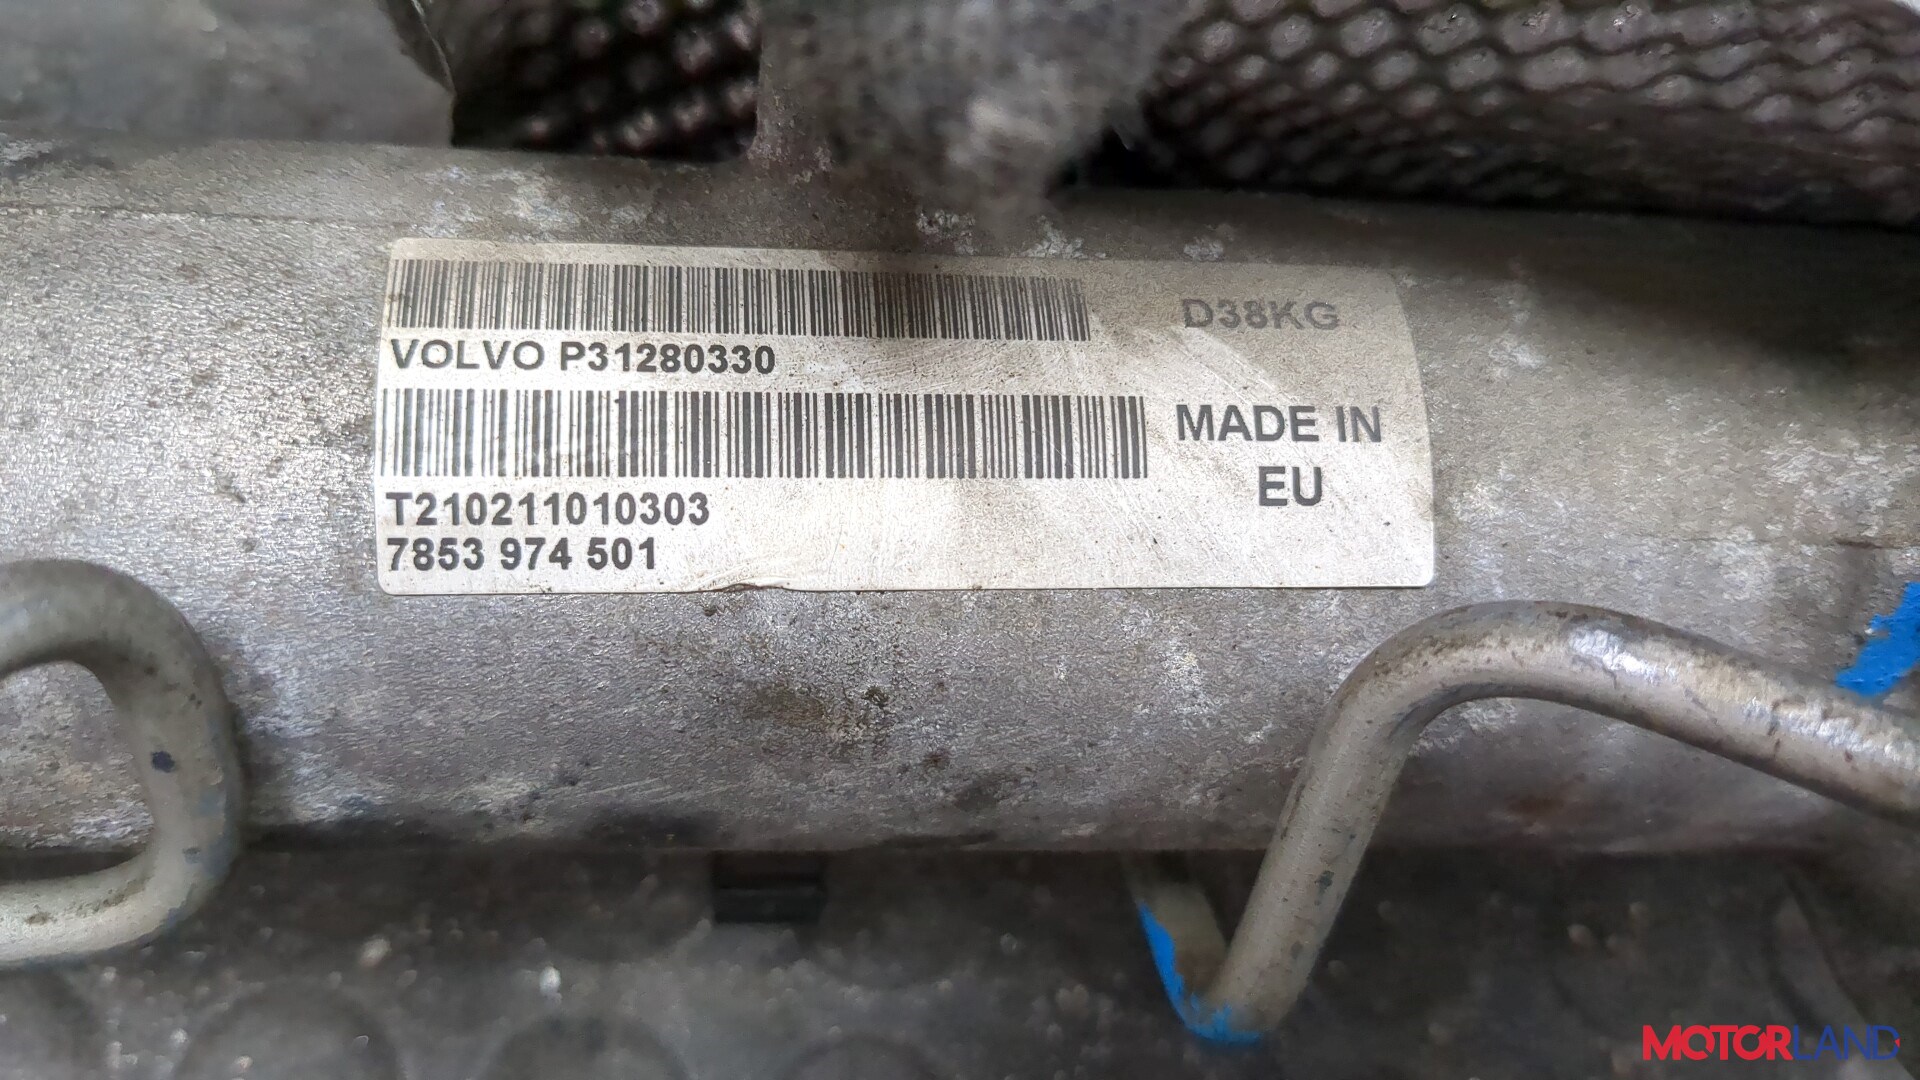 D38KG
VOLVO P31280330
MADE IN
EU
T210211010303
7853 974 501
MOTORLAND